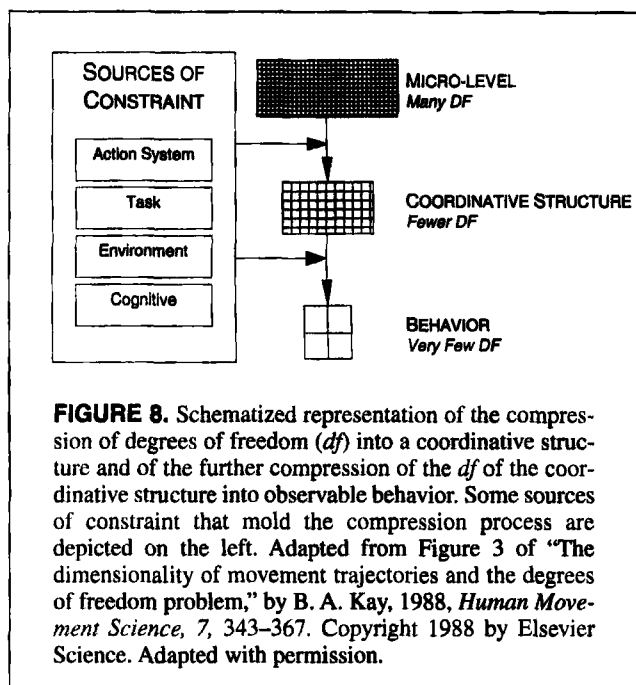 SOURCES OF
CONSTRAINT
Action System
Task
Environment
Cognitive
MICRO-LEVEL
Many DF
COORDINATIVE STRUCTURE
Fewer DF
BEHAVIOR
Very Few DF
FIGURE 8. Schematized representation of the compres-
sion of degrees of freedom (df) into a coordinative struc-
ture and of the further compression of the df of the coor-
dinative structure into observable behavior. Some sources
of constraint that mold the compression process are
depicted on the left. Adapted from Figure 3 of “The
dimensionality of movement trajectories and the degrees
of freedom problem,” by B. A. Kay, 1988, Human Move-
ment Science, 7, 343–367. Copyright 1988 by Elsevier
Science. Adapted with permission.